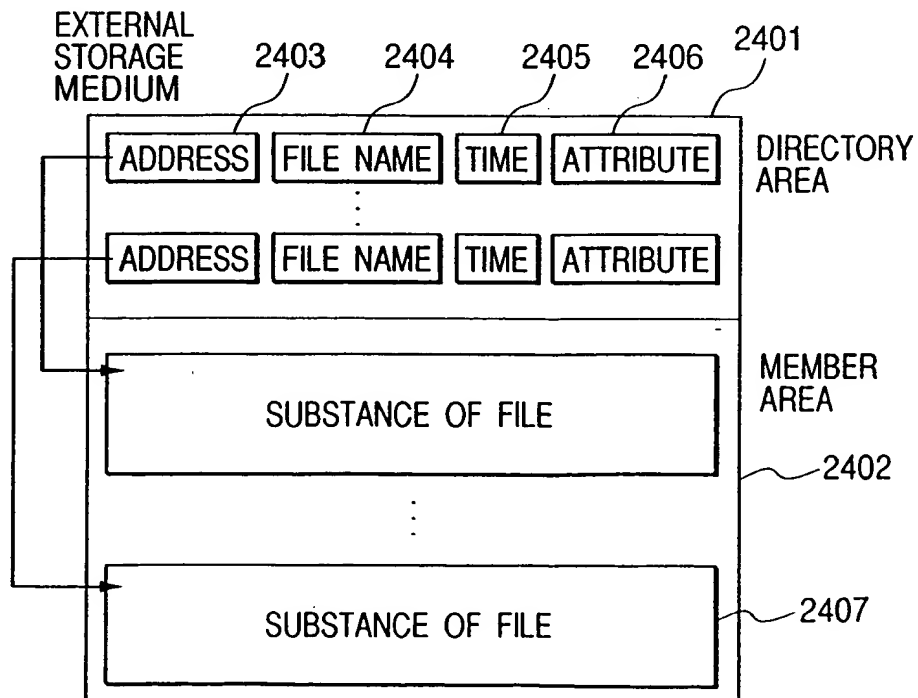 EXTERNAL
STORAGE
MEDIUM
2403
2404
2405
2406
2401
ADDRESS FILE NAME TIME ATTRIBUTE
DIRECTORY
AREA
ADDRESS FILE NAME TIME ATTRIBUTE
MEMBER
AREA
SUBSTANCE OF FILE
2402
SUBSTANCE OF FILE
2407